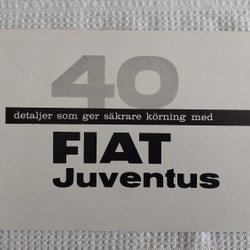 40
detaljer som ger säkrare körning med
FIAT
Juventus